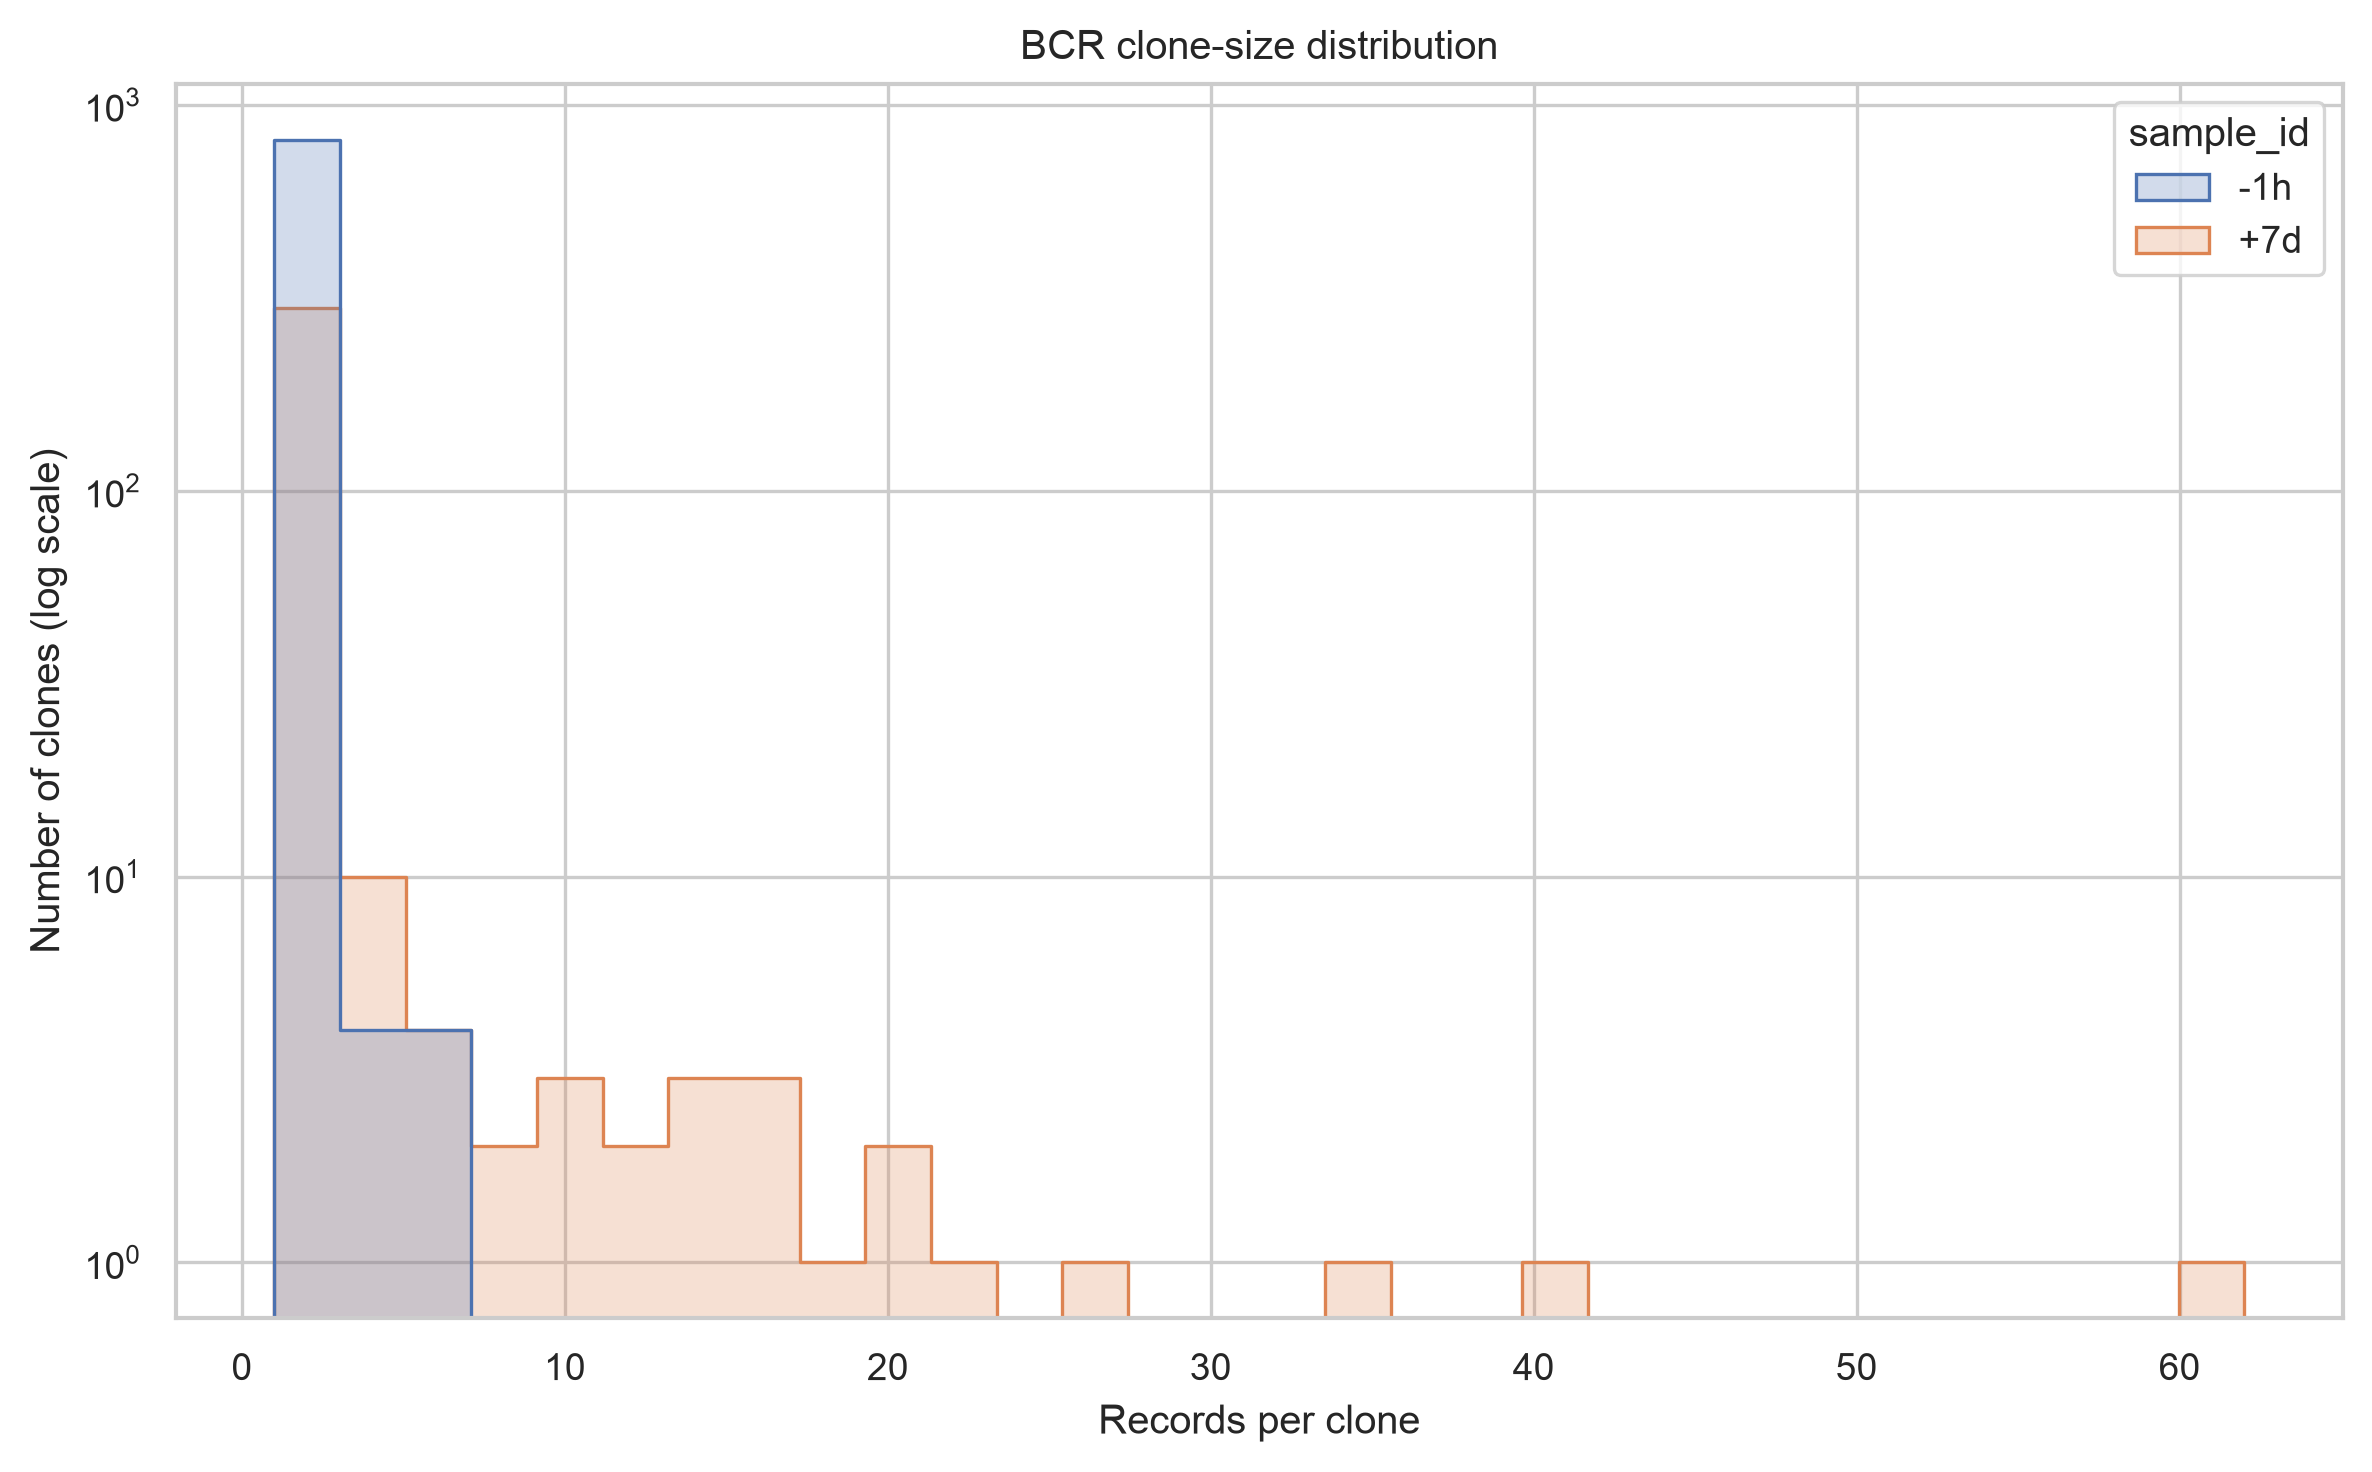 BCR clone-size distribution
sample_id
-1h
+7d
Number of clones (log scale)
10³
10²
10¹
10⁰
0 10 20 30 40 50 60
Records per clone